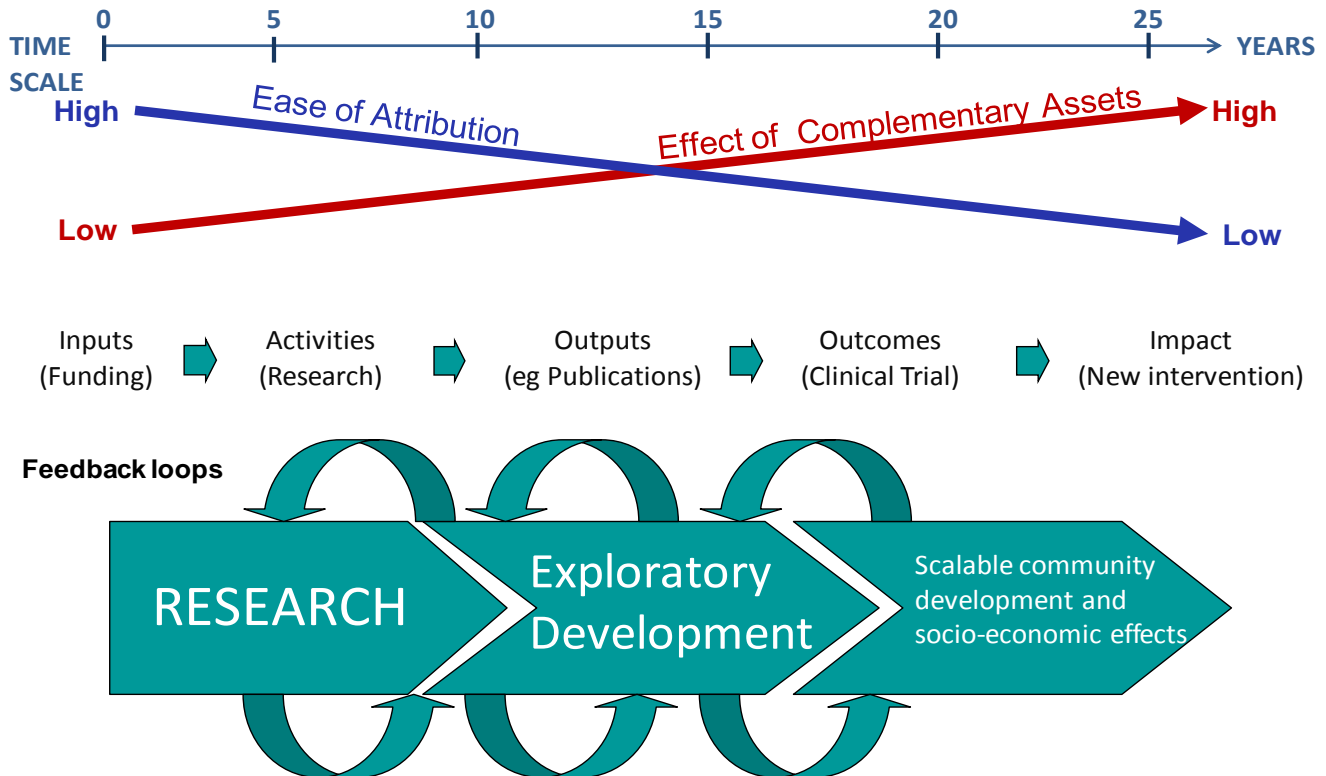 0 5 10 15 20 25
TIME
SCALE
YEARS
High
Ease of Attribution
Effect of Complementary Assets
High
Low
Low
Inputs
(Funding)
Activities
(Research)
Outputs
(eg Publications)
Outcomes
(Clinical Trial)
Impact
(New intervention)
Feedback loops
RESEARCH
Exploratory
Development
Scalable community
development and
socio-economic effects